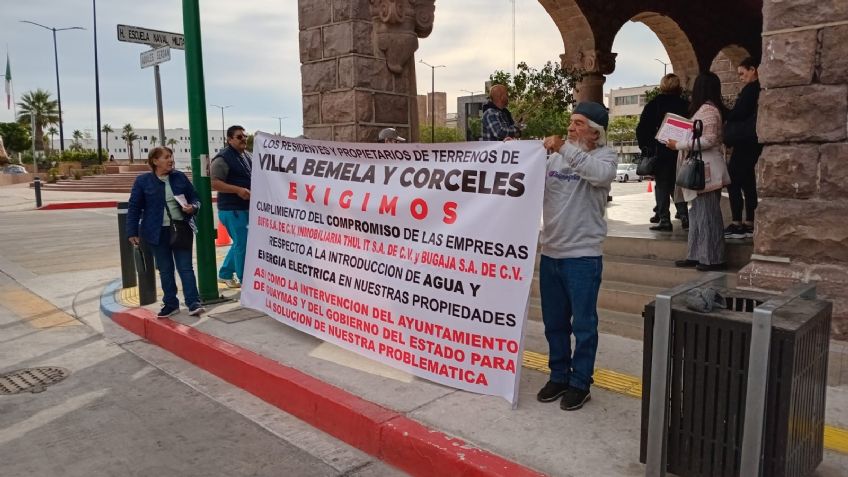 H. ESCUELA NAVAL MILITAR
LOS RESIDENTES Y PROPIETARIOS DE TERRENOS DE
VILLA BEMELA Y CORCELES
EXIGIMOS
CUMPLIMIENTO DEL COMPROMISO DE LAS EMPRESAS
S.A. DE C.V, INMOBILIARIA THUL IT S.A. DE C.V. y BUGAJA S.A. DE C.V.
RESPECTO A LA INTRODUCCION DE AGUA Y
ENERGIA ELECTRICA EN NUESTRAS PROPIEDADES
ASI COMO LA INTERVENCION DEL AYUNTAMIENTO
DE GUAYMAS Y DEL GOBIERNO DEL ESTADO PARA
LA SOLUCION DE NUESTRA PROBLEMATICA
Champion